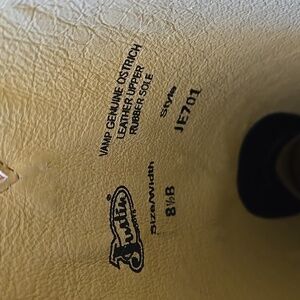 VAMP GENUINE OSTRICH
LEATHER UPPER
RUBBER SOLE
Style
JE701
Justin®
BOOTS
Size/Width
8½B